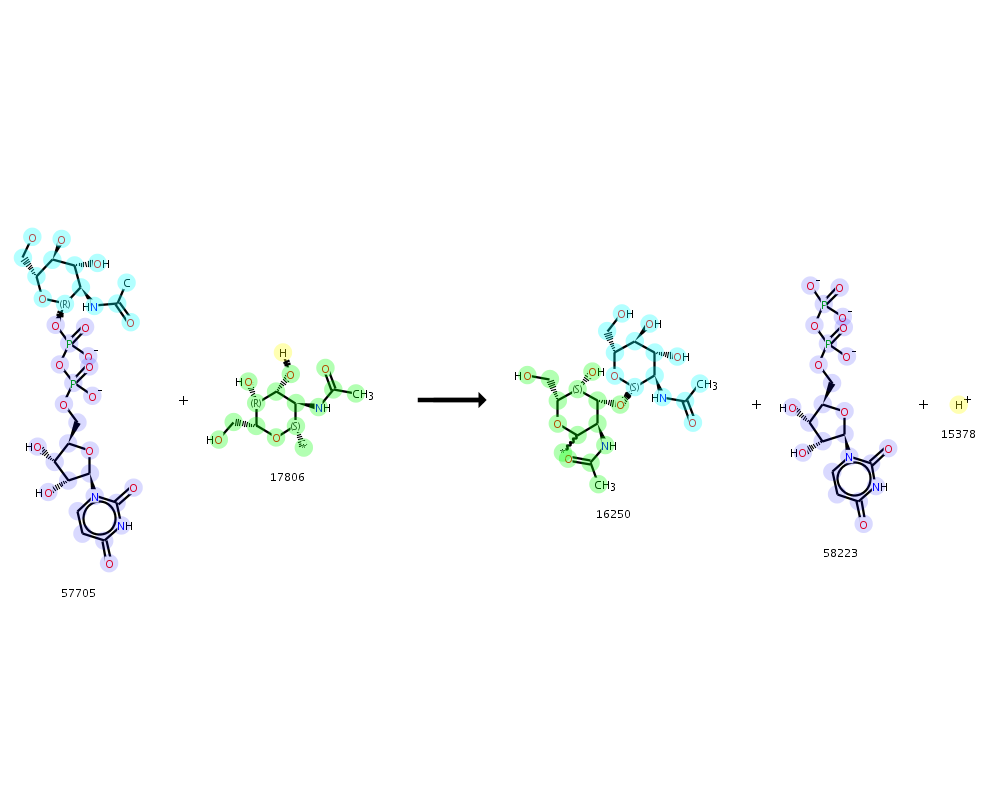 O O
OH
O (R) HN C
O
O O
P O⁻
O O
P O⁻
O
HO O
HO N O
NH
O
57705
+
H
HO O O
(R) CH₃
NH
(S)
HO O *
17806
OH
OH
HO OH O OH
(S) (S)
O O HN CH₃
O
* O NH
CH₃
16250
+
O⁻ O
P O⁻
O O
P O⁻
O
HO O
HO N O
NH
O
58223
+
H⁺
15378